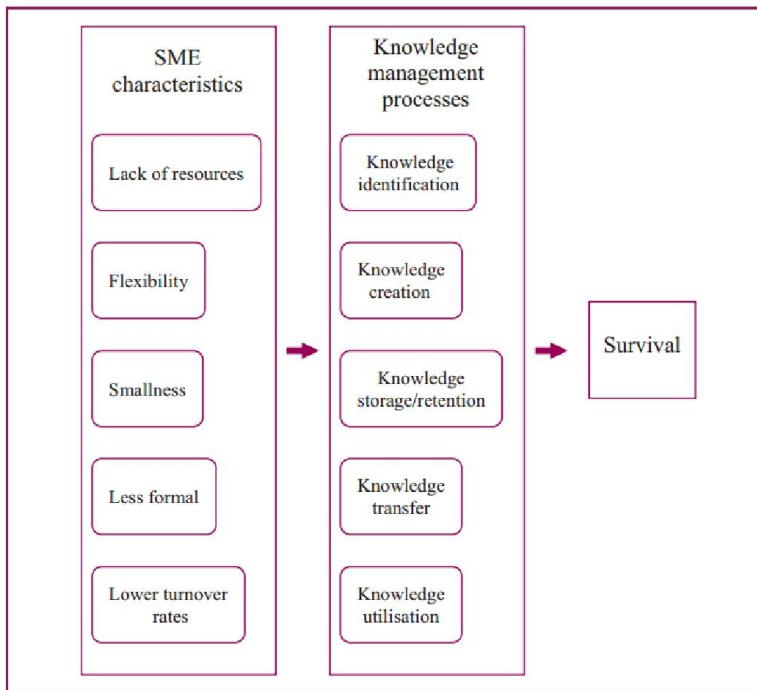 SME
characteristics
Lack of resources
Flexibility
Smallness
Less formal
Lower turnover
rates
Knowledge
management
processes
Knowledge
identification
Knowledge
creation
Knowledge
storage/retention
Knowledge
transfer
Knowledge
utilisation
Survival